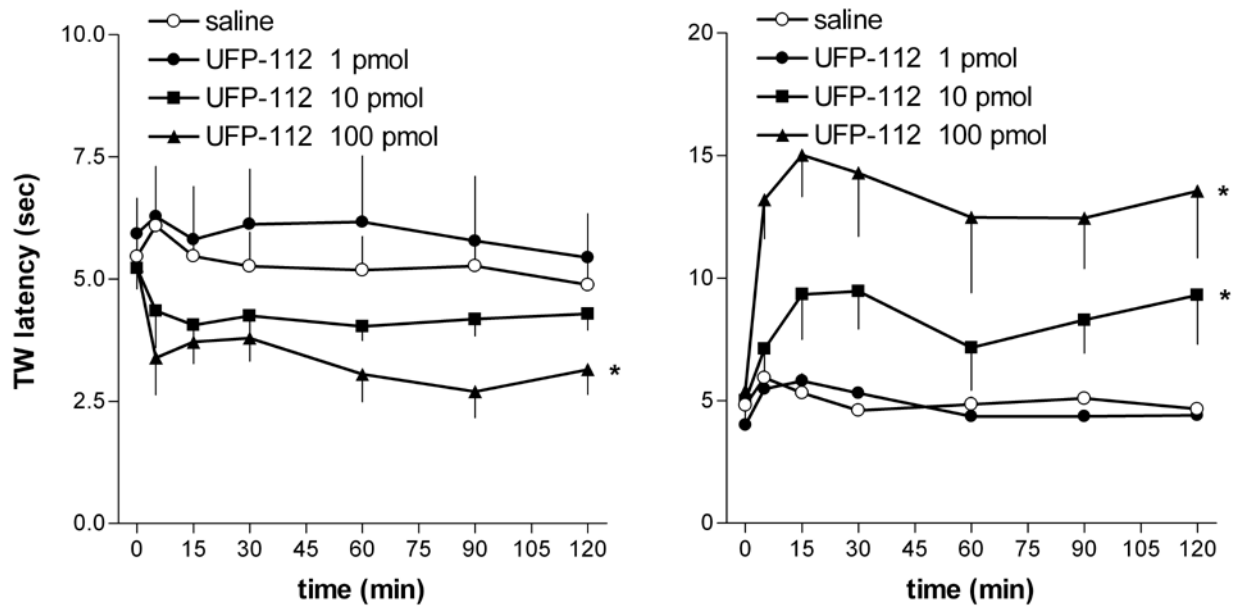 saline
UFP-112 1 pmol
UFP-112 10 pmol
UFP-112 100 pmol
10.0
7.5
5.0
2.5
0.0
TW latency (sec)
*
0 15 30 45 60 75 90 105 120
time (min)
saline
UFP-112 1 pmol
UFP-112 10 pmol
UFP-112 100 pmol
20
15
10
5
0
*
*
0 15 30 45 60 75 90 105 120
time (min)